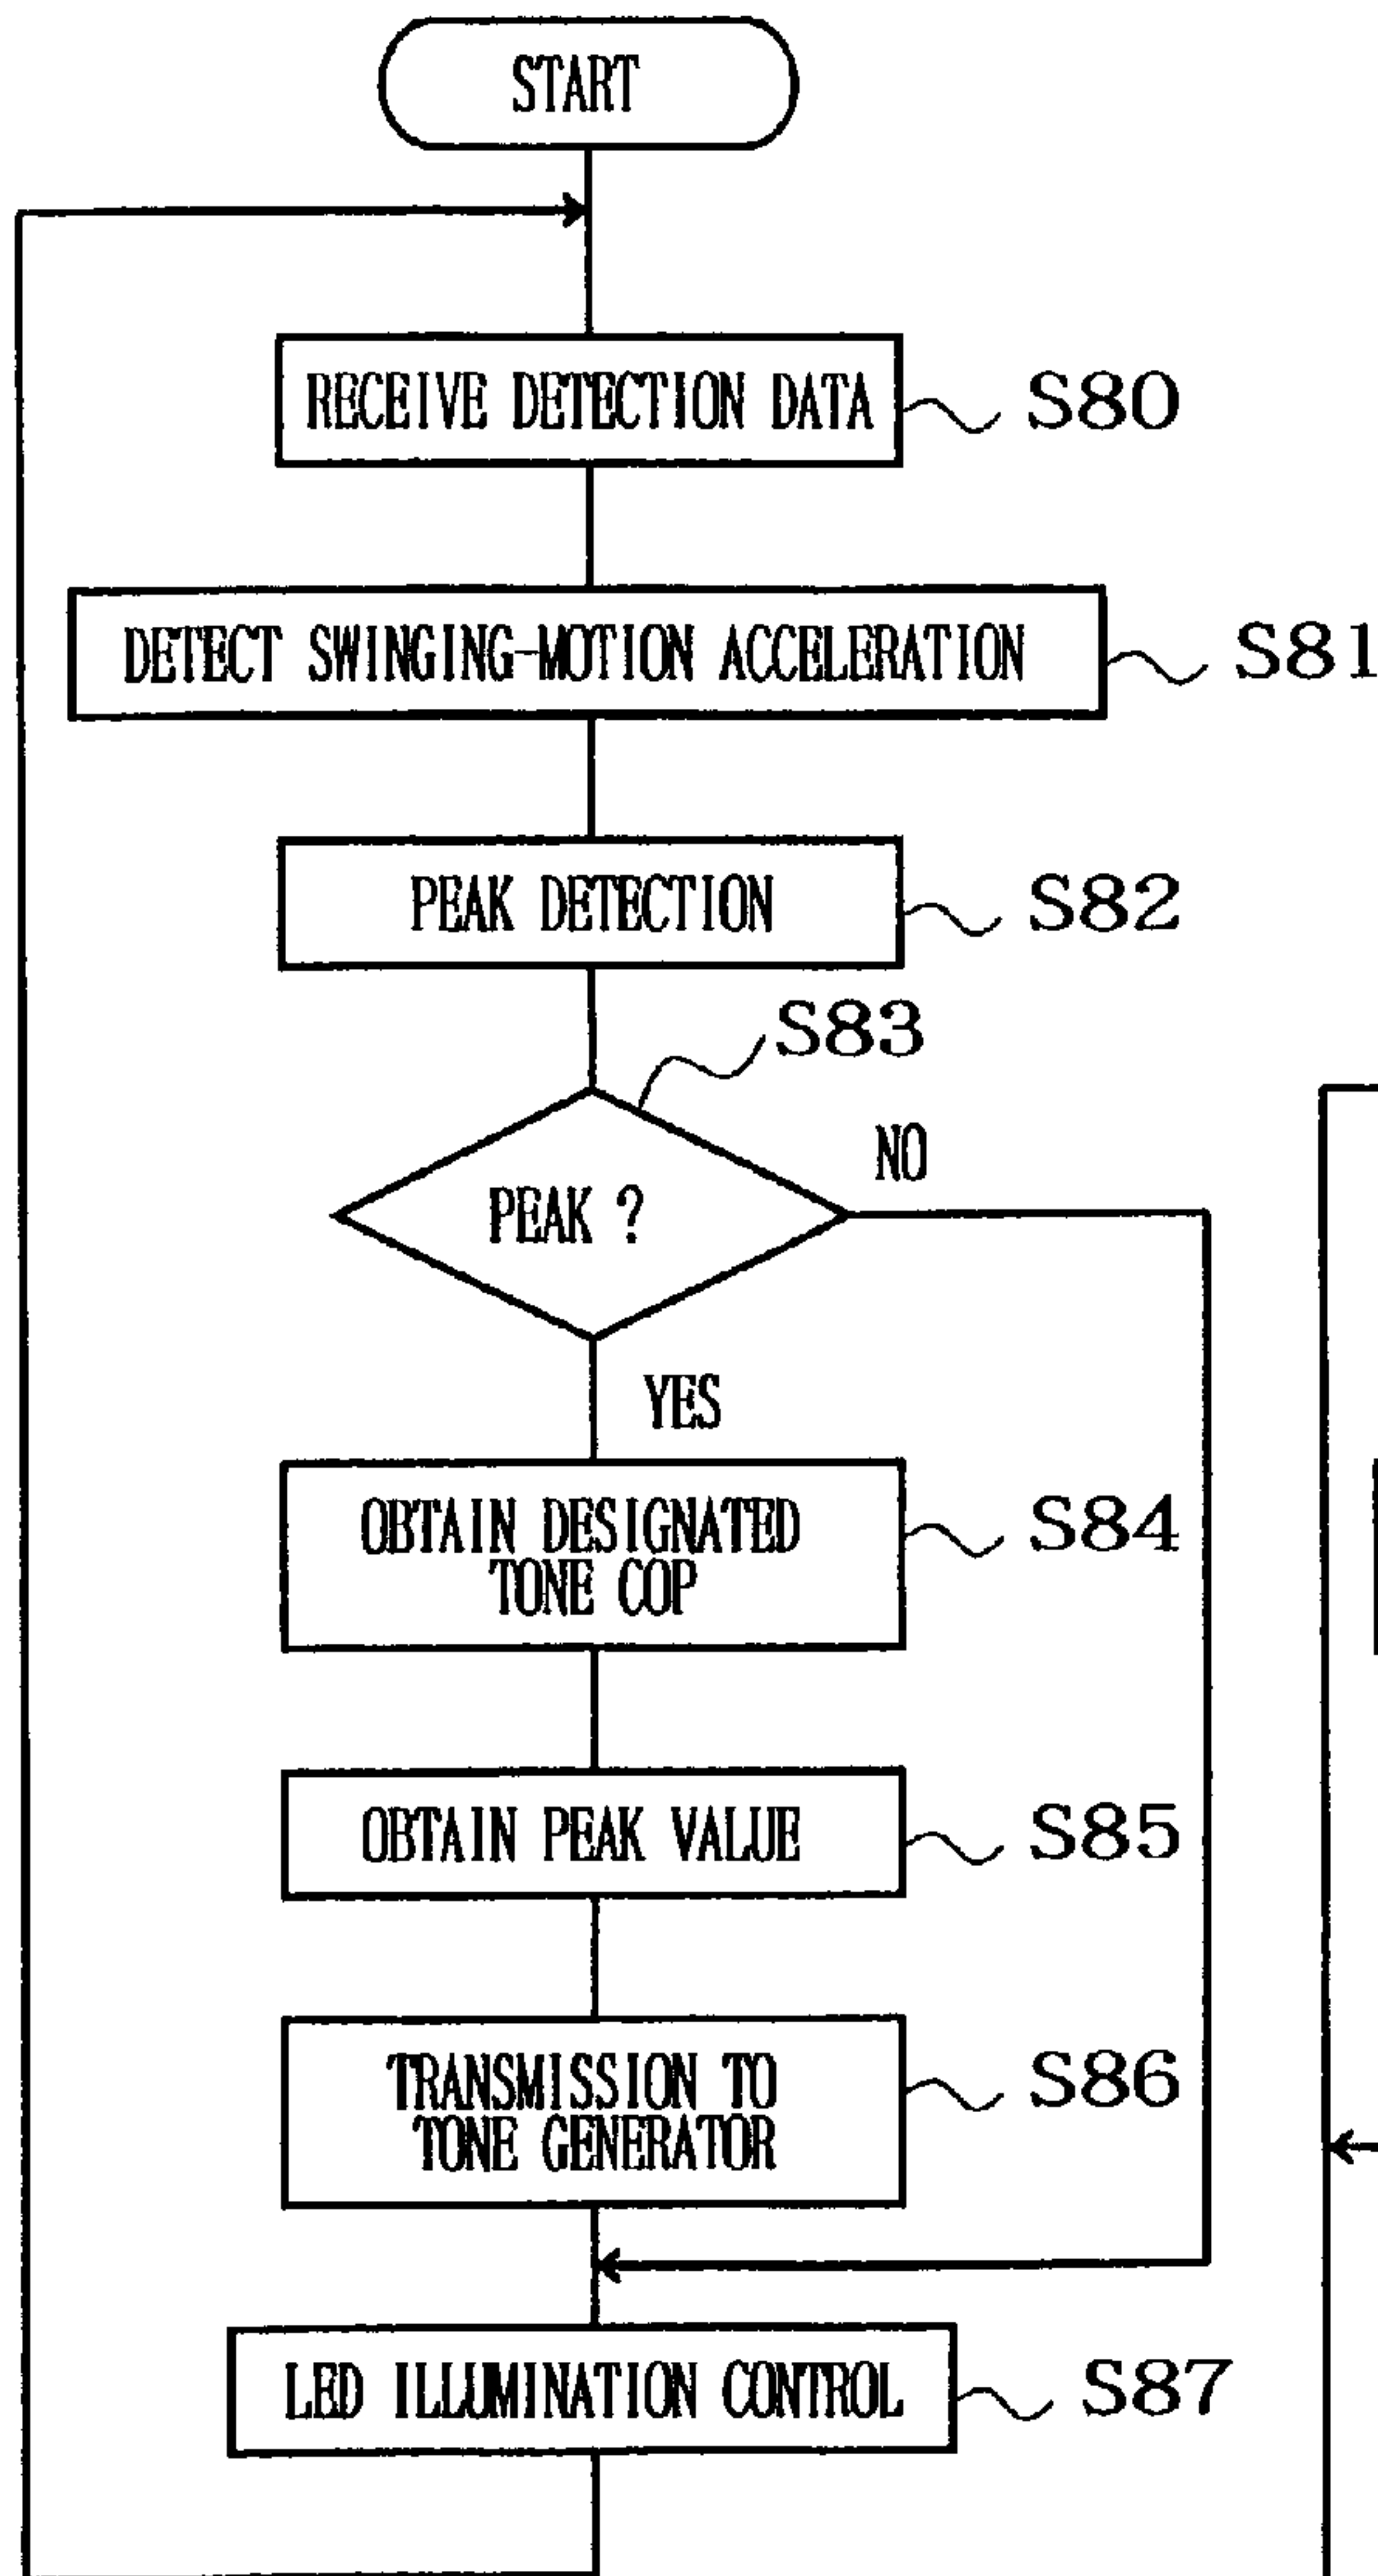 START
RECEIVE DETECTION DATA
S80
DETECT SWINGING-MOTION ACCELERATION
S81
PEAK DETECTION
S82
S83
PEAK ?
NO
YES
OBTAIN DESIGNATED
TONE COP
S84
OBTAIN PEAK VALUE
S85
TRANSMISSION TO
TONE GENERATOR
S86
LED ILLUMINATION CONTROL
S87